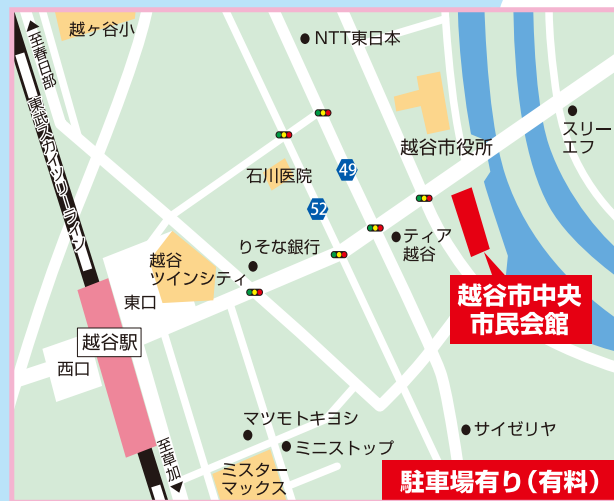 越ヶ谷小
▲至春日部
東武スカイツリーライン
NTT東日本
スリー
エフ
越谷市役所
石川医院
49
52
りそな銀行
ティア
越谷
越谷
ツインシティ
東口
越谷駅
西口
越谷市中央
市民会館
マツモトキヨシ
ミニストップ
サイゼリヤ
至草加▼
ミスター
マックス
駐車場有り（有料）